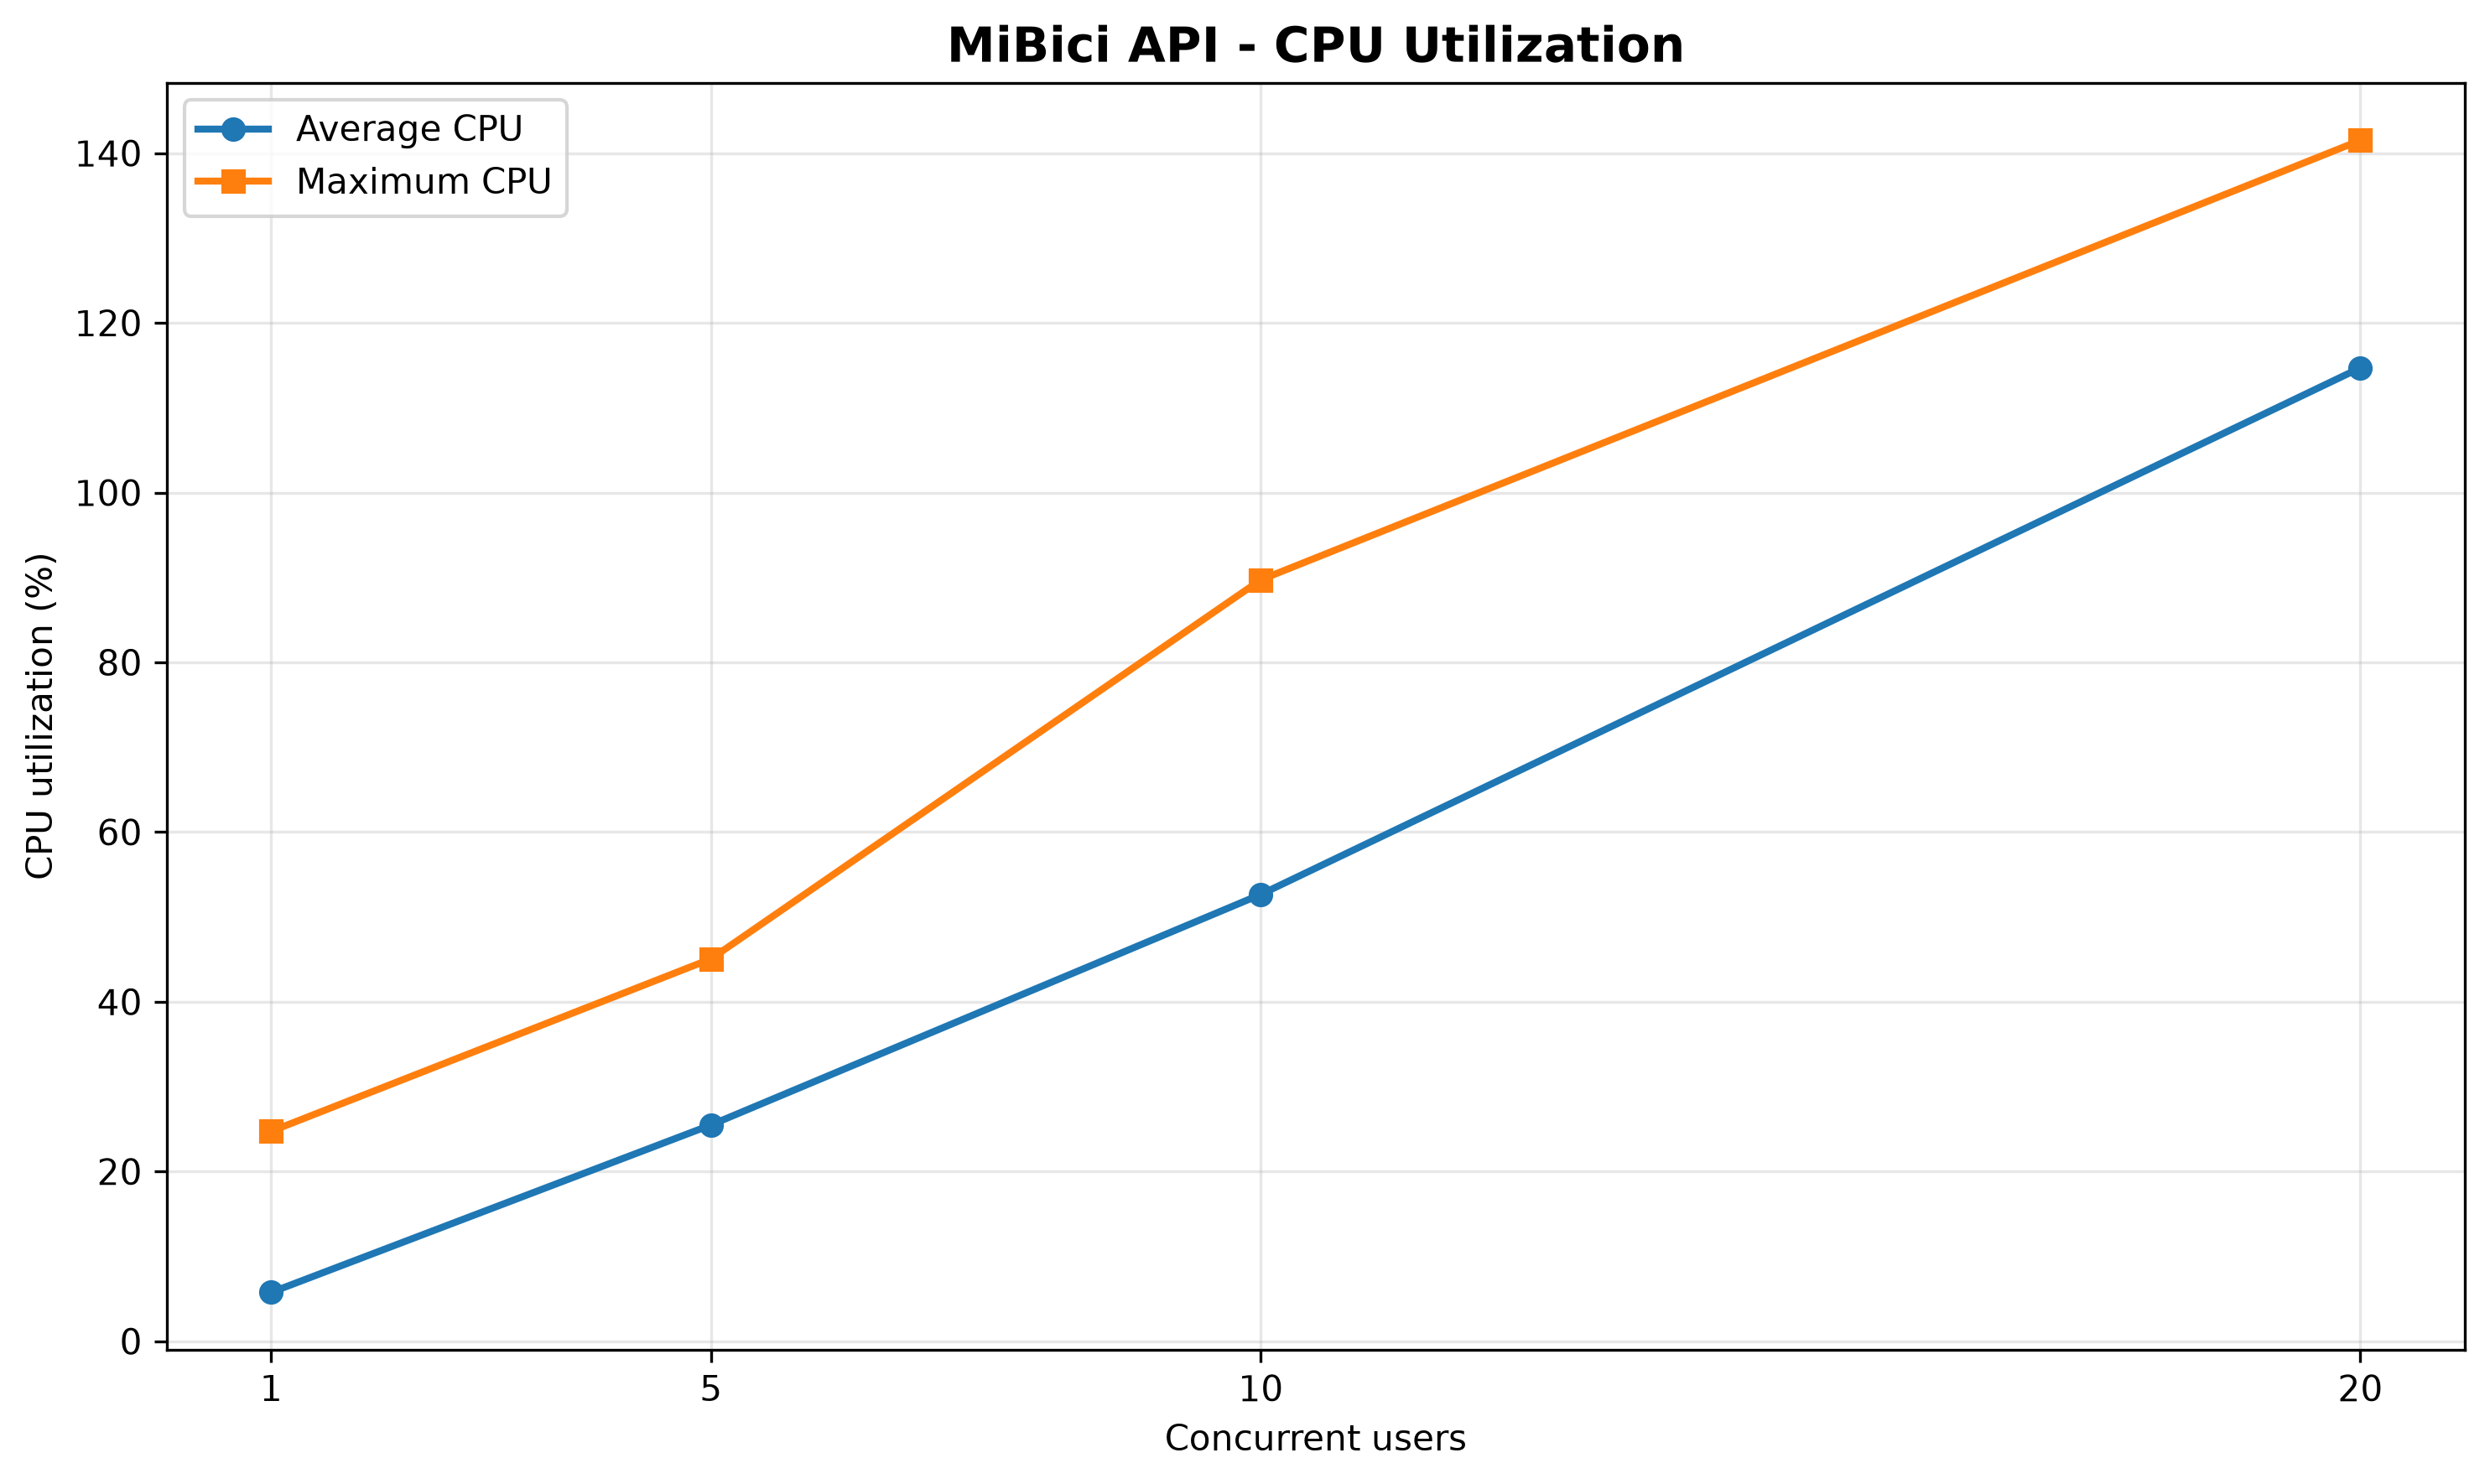 MiBici API - CPU Utilization
Average CPU
Maximum CPU
140
120
100
80
60
40
20
0
CPU utilization (%)
1 5 10 20
Concurrent users